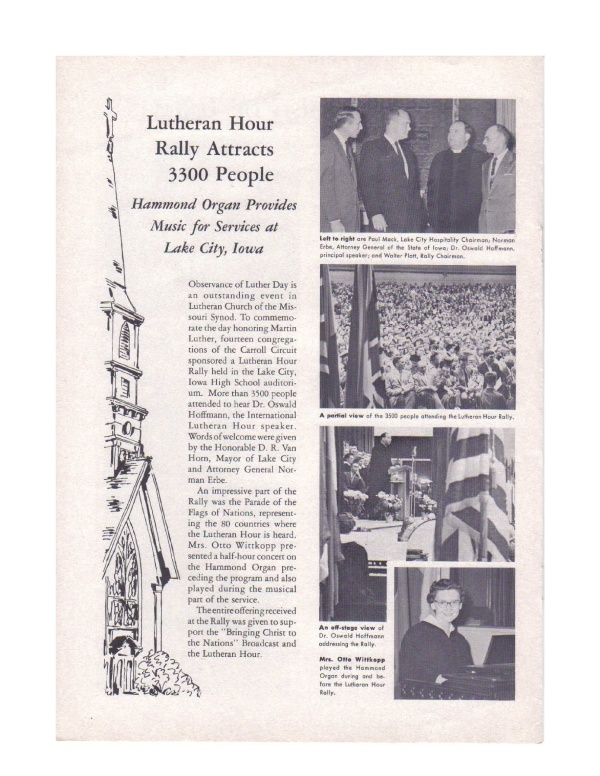 Lutheran Hour
Rally Attracts
3300 People
Hammond Organ Provides
Music for Services at
Lake City, Iowa
Observance of Luther Day is
an outstanding event in
Lutheran Church of the Mis-
souri Synod. To commemo-
rate the day honoring Martin
Luther, fourteen congrega-
tions of the Carroll Circuit
sponsored a Lutheran Hour
Rally held in the Lake City,
Iowa High School auditori-
um. More than 3500 people
attended to hear Dr. Oswald
Hoffmann, the International
Lutheran Hour speaker.
Words of welcome were given
by the Honorable D. R. Van
Horn, Mayor of Lake City
and Attorney General Nor-
man Erbe.
An impressive part of the
Rally was the Parade of the
Flags of Nations, represent-
ing the 80 countries where
the Lutheran Hour is heard.
Mrs. Otto Wittkopp pre-
sented a half-hour concert on
the Hammond Organ pre-
ceding the program and also
played during the musical
part of the service.
The entire offering received
at the Rally was given to sup-
port the "Bringing Christ to
the Nations" Broadcast and
the Lutheran Hour.
Left to right are Paul Mack, Lake City Hospitality Chairman; Norman
Erbe, Attorney General of the State of Iowa; Dr. Oswald Hoffmann,
principal speaker; and Walter Platt, Rally Chairman.
A partial view of the 3500 people attending the Lutheran Hour Rally.
An off-stage view of
Dr. Oswald Hoffmann
addressing the Rally.
Mrs. Otto Wittkopp
played the Hammond
Organ during and be-
fore the Lutheran Hour
Rally.